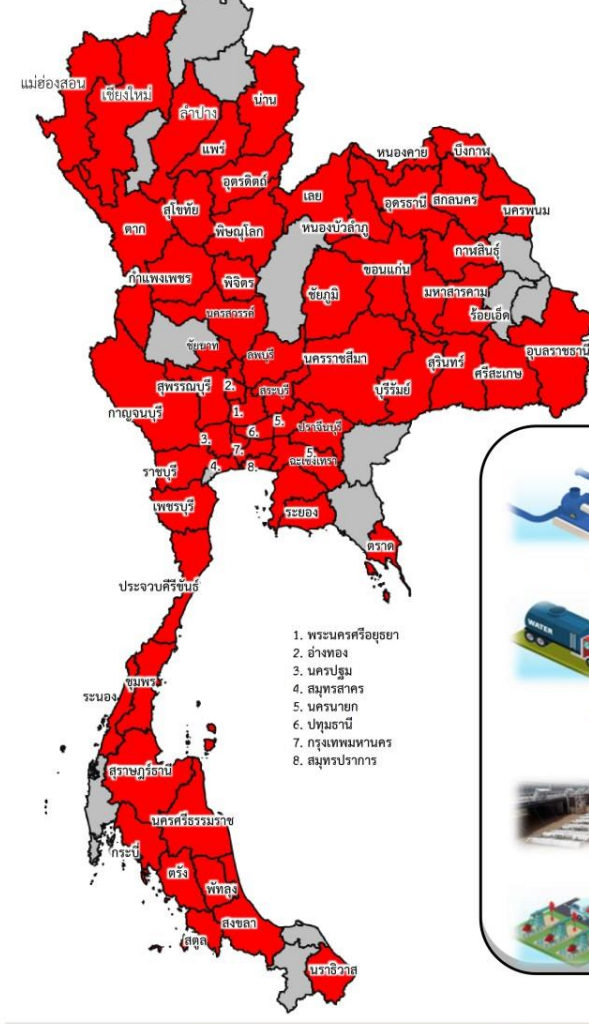 แม่ฮ่องสอน
เชียงใหม่
ลำปาง
น่าน
แพร่
หนองคาย
บึงกาฬ
อุตรดิตถ์
เลย
อุดรธานี
สกลนคร
นครพนม
สุโขทัย
ตาก
พิษณุโลก
หนองบัวลำภู
กาฬสินธุ์
ขอนแก่น
กำแพงเพชร
พิจิตร
ชัยภูมิ
มหาสารคาม
ร้อยเอ็ด
นครสวรรค์
ชัยนาท
ลพบุรี
นครราชสีมา
สุรินทร์
อุบลราชธานี
ศรีสะเกษ
สุพรรณบุรี
2.
สระบุรี
บุรีรัมย์
กาญจนบุรี
1.
5.
ปราจีนบุรี
3.
6.
7.
5.
ฉะเชิงเทรา
4.
8.
ราชบุรี
เพชรบุรี
ระยอง
ตราด
ประจวบคีรีขันธ์
1. พระนครศรีอยุธยา
2. อ่างทอง
3. นครปฐม
4. สมุทรสาคร
5. นครนายก
6. ปทุมธานี
7. กรุงเทพมหานคร
8. สมุทรปราการ
WATER
ชุมพร
ระนอง
สุราษฎร์ธานี
นครศรีธรรมราช
กระบี่
ตรัง
พัทลุง
สงขลา
สตูล
นราธิวาส